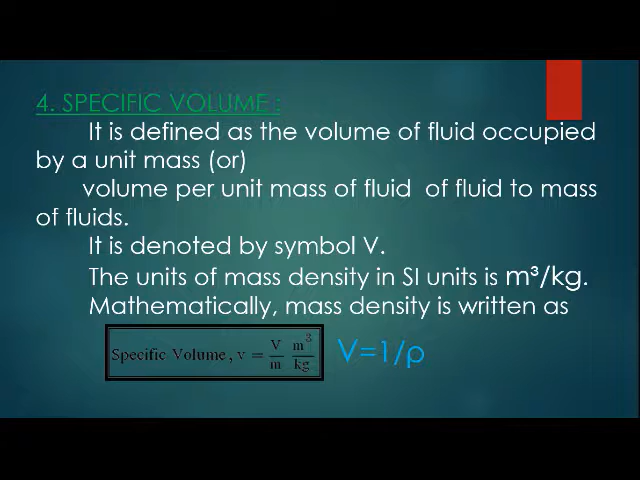 4. SPECIFIC VOLUME :
It is defined as the volume of fluid occupied
by a unit mass (or)
volume per unit mass of fluid of fluid to mass
of fluids.
It is denoted by symbol V.
The units of mass density in SI units is m³/kg.
Mathematically, mass density is written as
Specific Volume, v = V/m m³/kg V=1/ρ